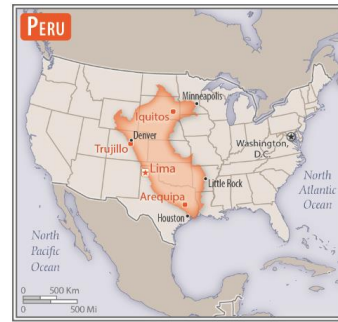 PERU
Minneapolis
Iquitos
Denver
Washington,
D.C.
Trujillo
Lima
Little Rock
North
Atlantic
Ocean
Arequipa
Houston
North
Pacific
Ocean
0 500 Km
0 500 Mi